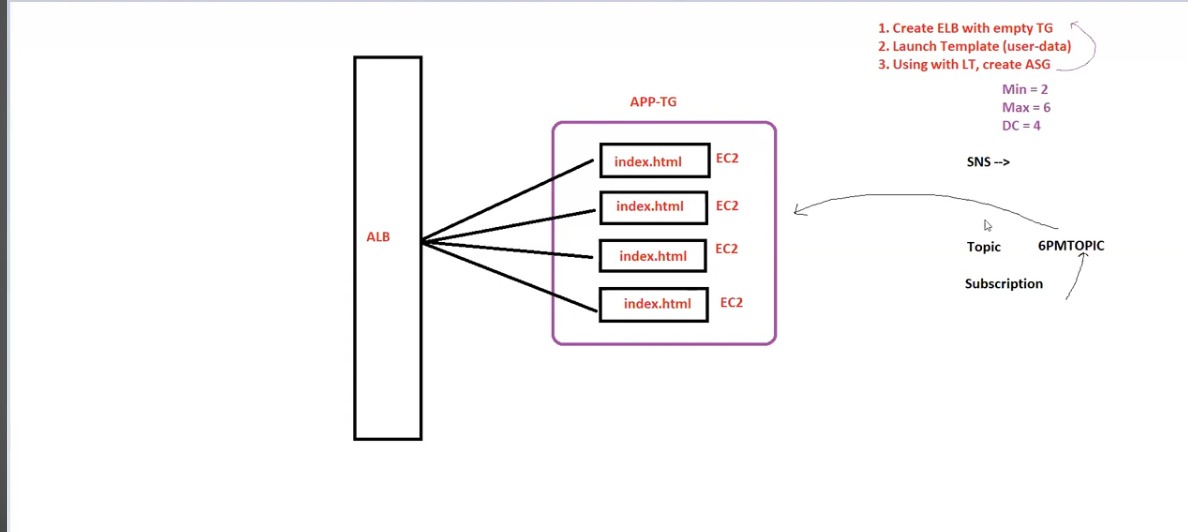 1. Create ELB with empty TG
2. Launch Template (user-data)
3. Using with LT, create ASG
Min = 2
Max = 6
DC = 4
APP-TG
index.html EC2
index.html EC2
index.html EC2
index.html EC2
ALB
SNS -->
Topic 6PMTOPIC
Subscription